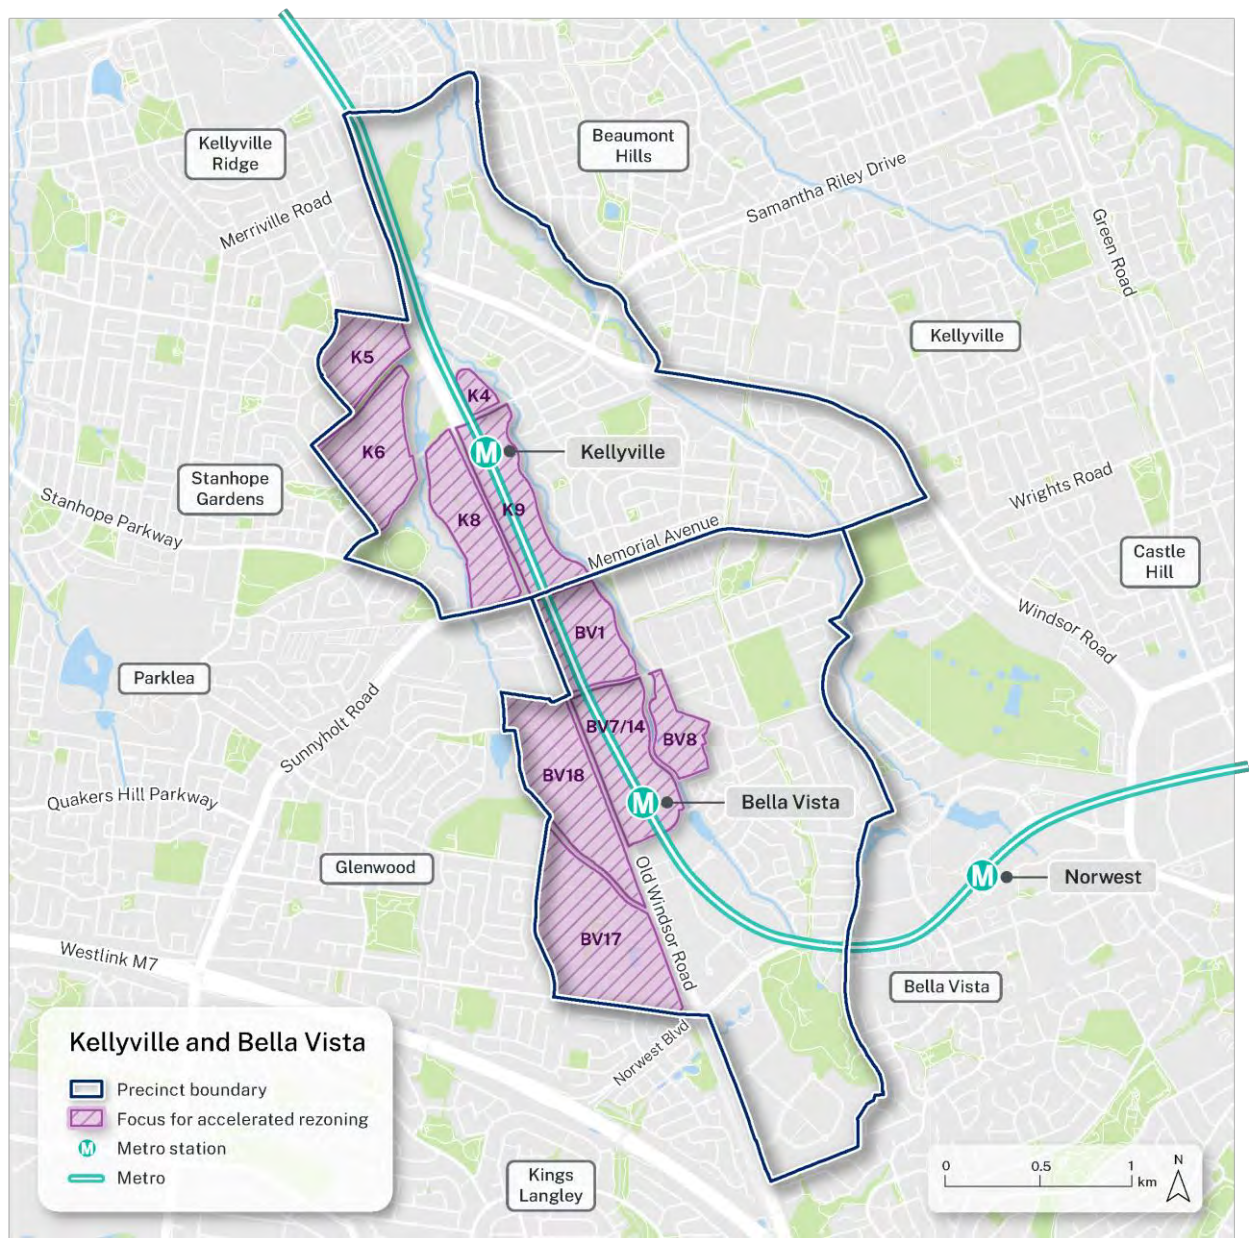 Kellyville
Ridge
Beaumont
Hills
Samantha Riley Drive
Merriville Road
Green Road
Kellyville
K5
K4
K6
M
Kellyville
Stanhope
Gardens
Wrights Road
K8
K9
Stanhope Parkway
Memorial Avenue
Castle
Hill
BV1
Windsor Road
Parklea
Sunnyholt Road
BV7/14
BV8
BV18
Quakers Hill Parkway
M
Bella Vista
Glenwood
Old Windsor Road
M
Norwest
BV17
Westlink M7
Bella Vista
Norwest Blvd
Kings
Langley
Kellyville and Bella Vista
Precinct boundary
Focus for accelerated rezoning
M
Metro station
Metro
0
0.5
1
km
N